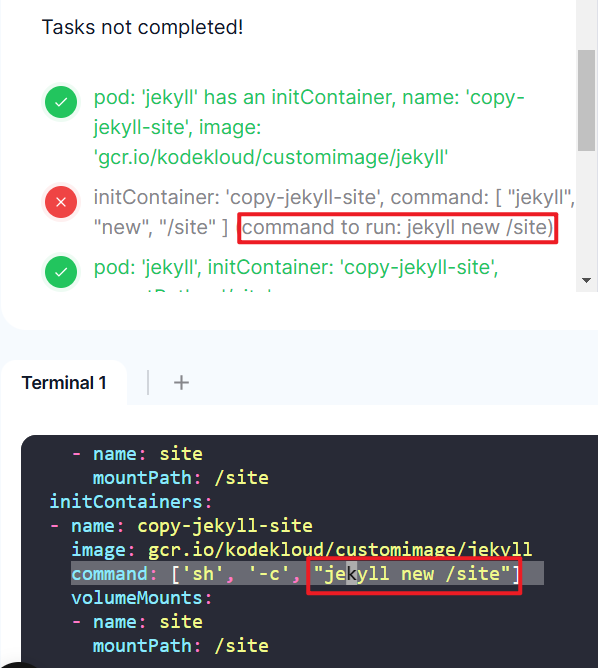 Tasks not completed!
pod: 'jekyll' has an initContainer, name: 'copy-
jekyll-site', image:
'gcr.io/kodekloud/customimage/jekyll'
initContainer: 'copy-jekyll-site', command: [ "jekyll",
"new", "/site" ] (command to run: jekyll new /site)
pod: 'jekyll', initContainer: 'copy-jekyll-site',
Terminal 1
- name: site
mountPath: /site
initContainers:
- name: copy-jekyll-site
image: gcr.io/kodekloud/customimage/jekyll
command: ['sh', '-c', "jekyll new /site"]
volumeMounts:
- name: site
mountPath: /site